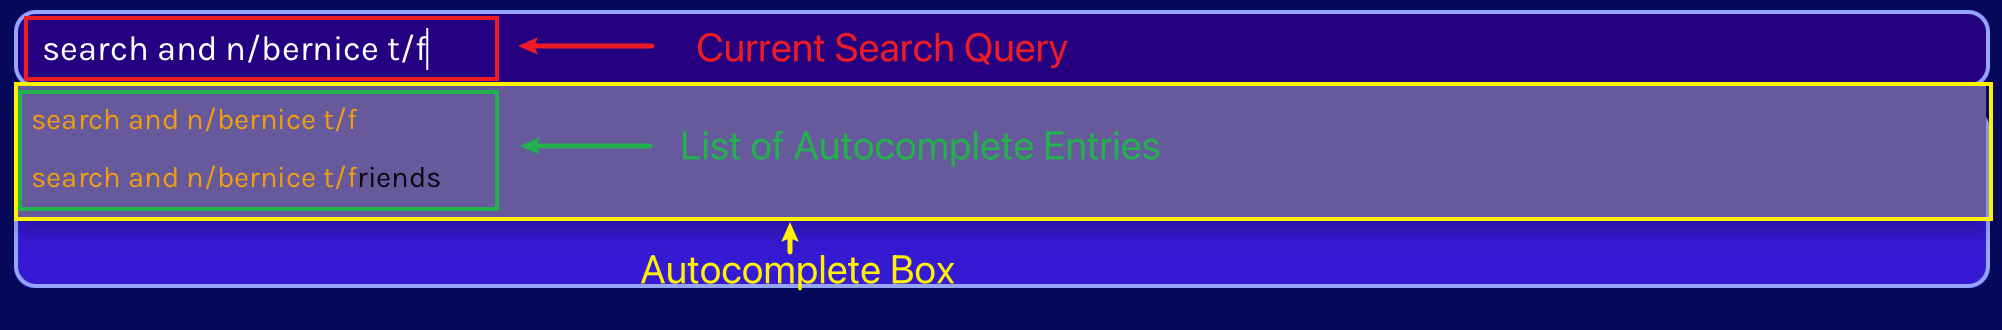 search and n/bernice t/f
Current Search Query
search and n/bernice t/f
List of Autocomplete Entries
search and n/bernice t/friends
Autocomplete Box